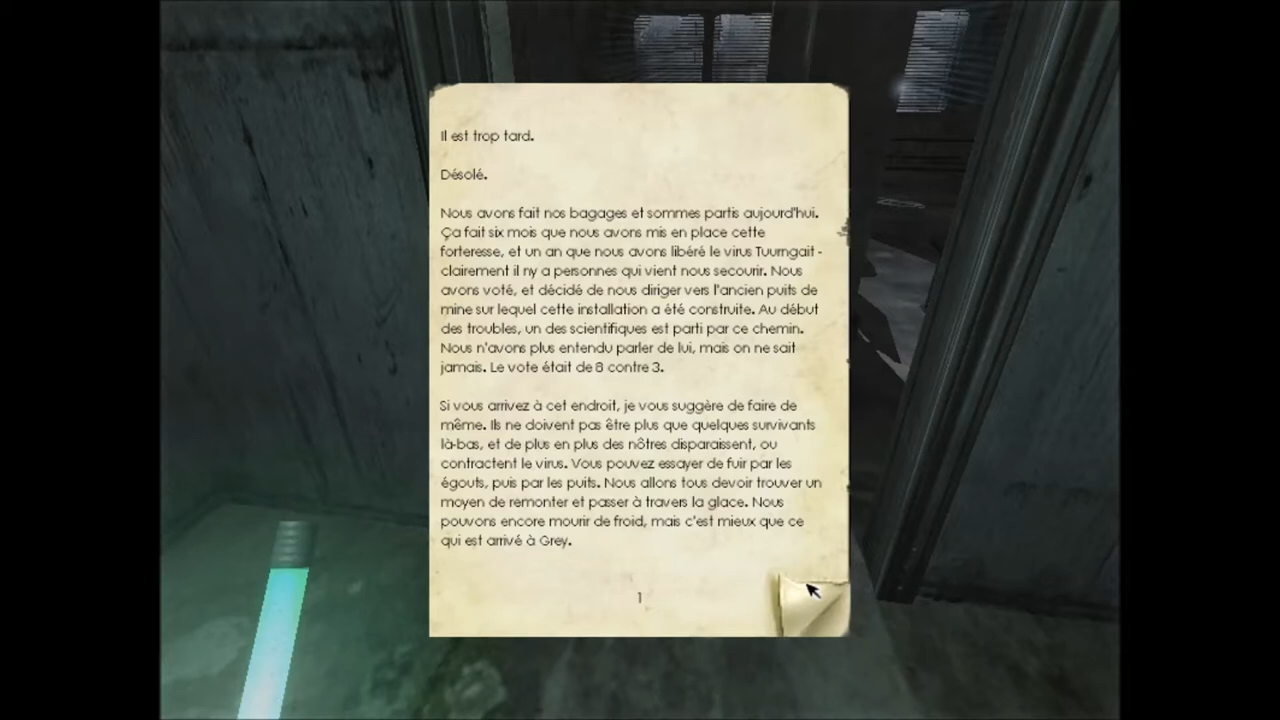 Il est trop tard.
Désolé.
Nous avons fait nos bagages et sommes partis aujourd'hui.
Ça fait six mois que nous avons mis en place cette
forteresse, et un an que nous avons libéré le virus Tuurngait -
clairement il ny a personnes qui vient nous secourir. Nous
avons voté, et décidé de nous diriger vers l'ancien puits de
mine sur lequel cette installation a été construite. Au début
des troubles, un des scientifiques est parti par ce chemin.
Nous n'avons plus entendu parler de lui, mais on ne sait
jamais. Le vote était de 8 contre 3.
Si vous arrivez à cet endroit, je vous suggère de faire de
même. Ils ne doivent pas être plus que quelques survivants
là-bas, et de plus en plus des nôtres disparaissent, ou
contractent le virus. Vous pouvez essayer de fuir par les
égouts, puis par les puits. Nous allons tous devoir trouver un
moyen de remonter et passer à travers la glace. Nous
pouvons encore mourir de froid, mais c'est mieux que ce
qui est arrivé à Grey.
1